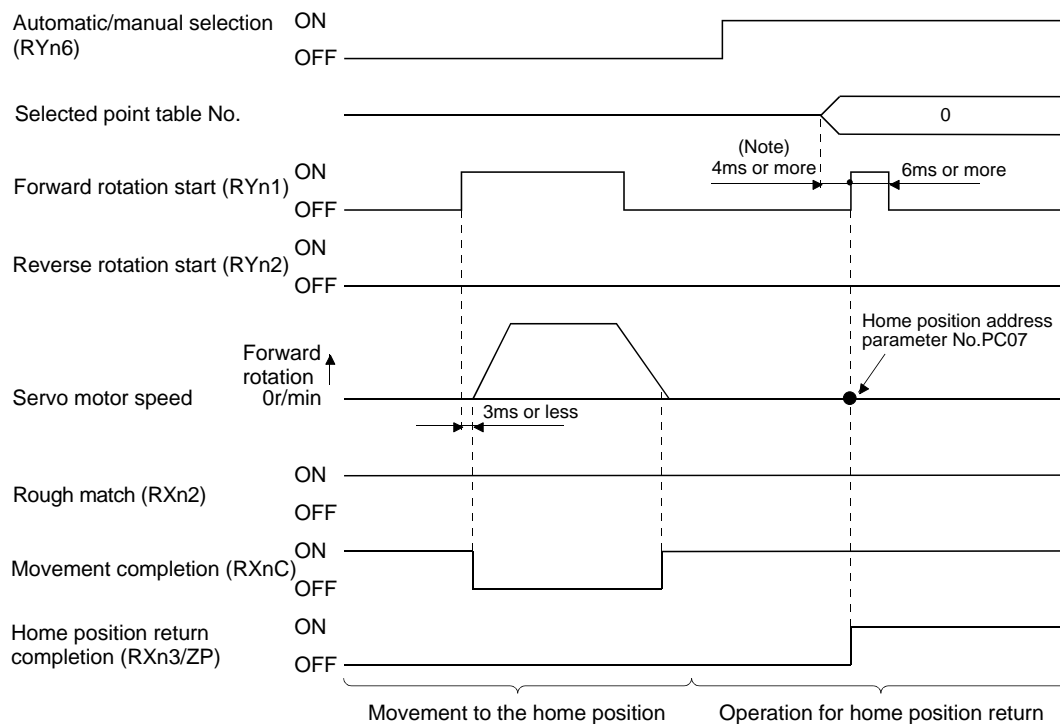 Automatic/manual selection
(RYn6)
ON
OFF
Selected point table No.
0
(Note)
4ms or more
6ms or more
Forward rotation start (RYn1)
ON
OFF
Reverse rotation start (RYn2)
ON
OFF
Home position address
parameter No.PC07
Forward
rotation
0r/min
Servo motor speed
3ms or less
Rough match (RXn2)
ON
OFF
Movement completion (RXnC)
ON
OFF
Home position return
completion (RXn3/ZP)
ON
OFF
Movement to the home position
Operation for home position return